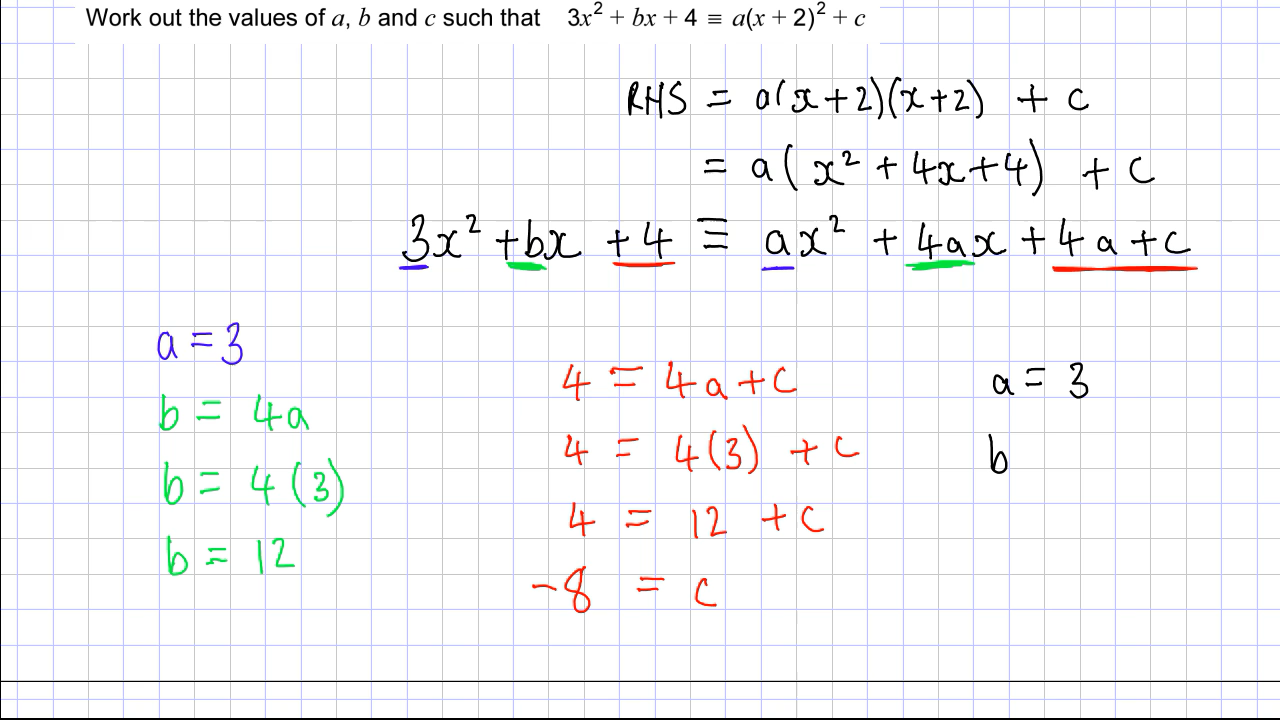 Work out the values of a, b and c such that 3x² + bx + 4 ≡ a(x + 2)² + c
RHS = a(x+2)(x+2) + c
= a(x² + 4x+4) + c
3x² +bx +4 ≡ ax² + 4ax + 4a + c
a = 3
b = 4a
b = 4(3)
b = 12
4 = 4a + c
4 = 4(3) + c
4 = 12 + c
-8 = c
a = 3
b